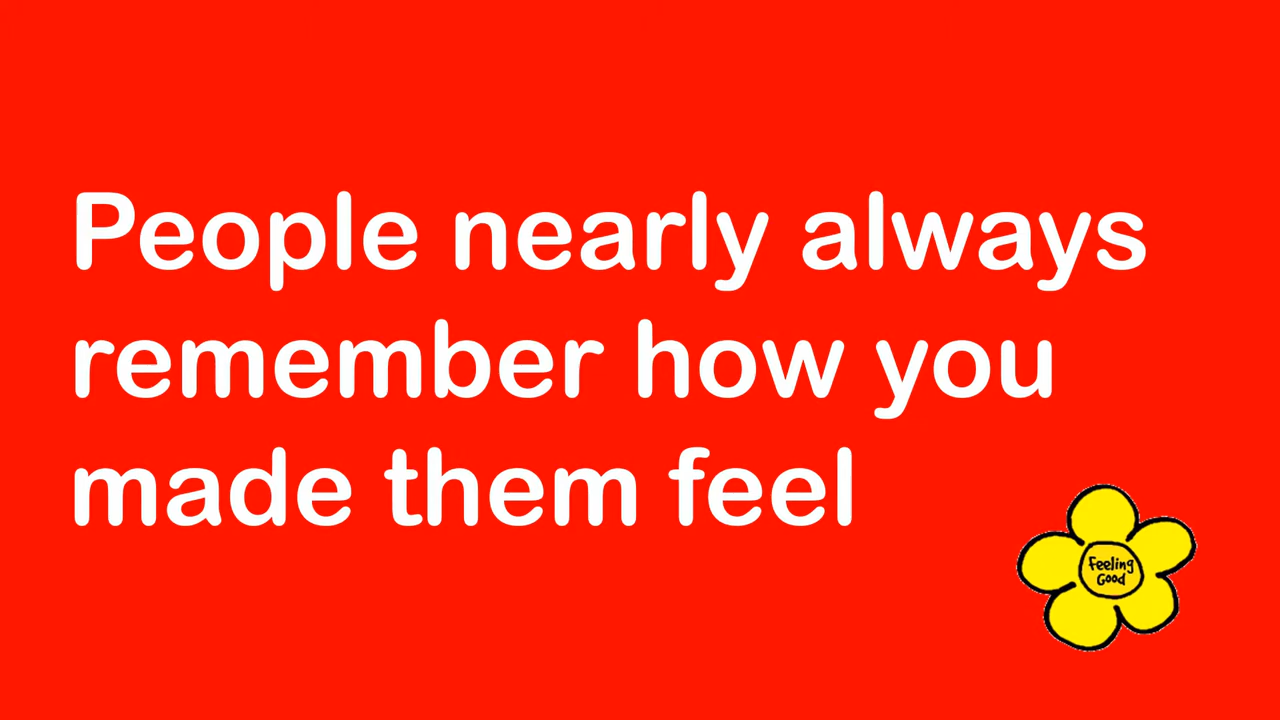 People nearly always
remember how you
made them feel
feeling
Good